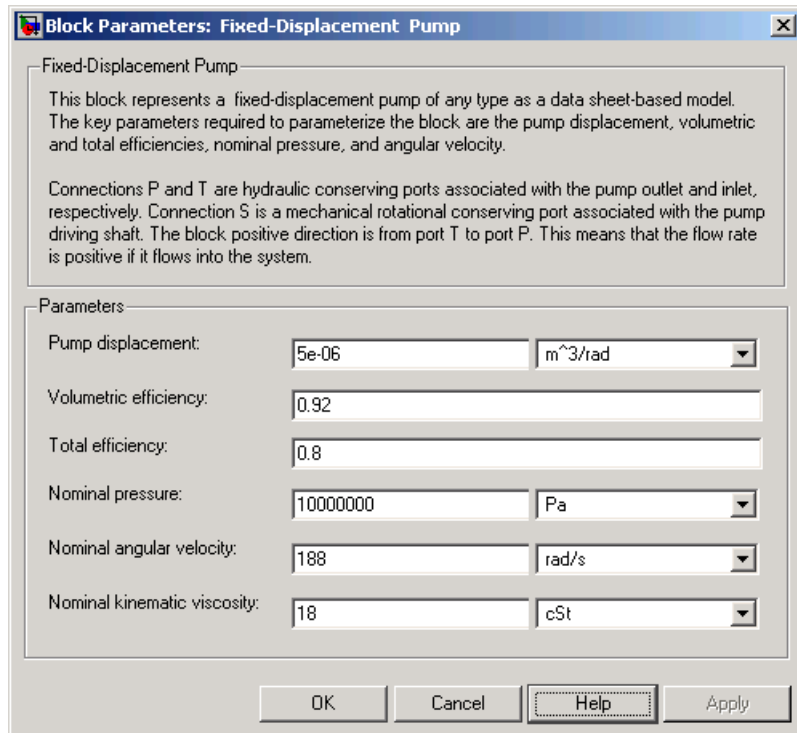 Block Parameters: Fixed-Displacement Pump
Fixed-Displacement Pump
This block represents a fixed-displacement pump of any type as a data sheet-based model.
The key parameters required to parameterize the block are the pump displacement, volumetric
and total efficiencies, nominal pressure, and angular velocity.
Connections P and T are hydraulic conserving ports associated with the pump outlet and inlet,
respectively. Connection S is a mechanical rotational conserving port associated with the pump
driving shaft. The block positive direction is from port T to port P. This means that the flow rate
is positive if it flows into the system.
Parameters
Pump displacement: 5e-06 m^3/rad
Volumetric efficiency: 0.92
Total efficiency: 0.8
Nominal pressure: 10000000 Pa
Nominal angular velocity: 188 rad/s
Nominal kinematic viscosity: 18 cSt
OK Cancel Help Apply